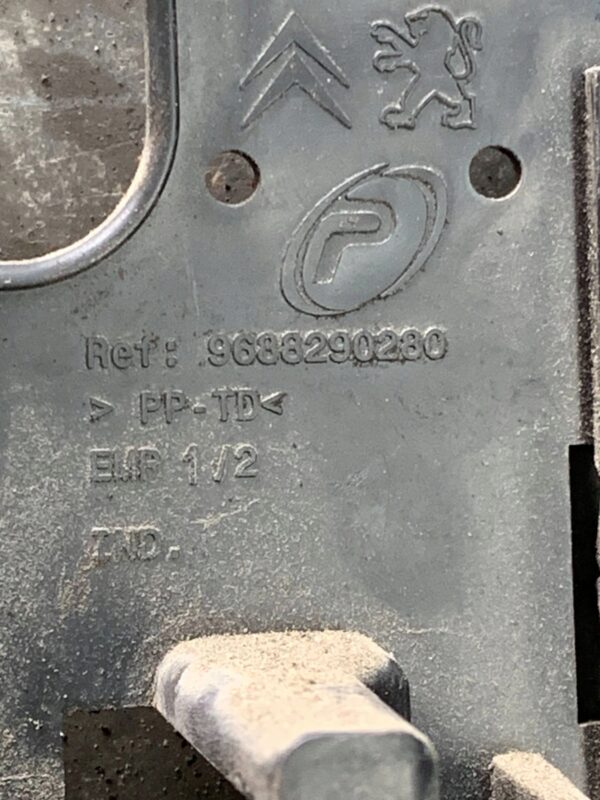 P
Ref: 9688290280
> PP-TD<
EMP 1/2
IND.